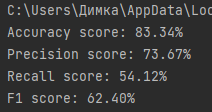 C:\Users\Димка\AppData\Loc
Accuracy score: 83.34%
Precision score: 73.67%
Recall score: 54.12%
F1 score: 62.40%